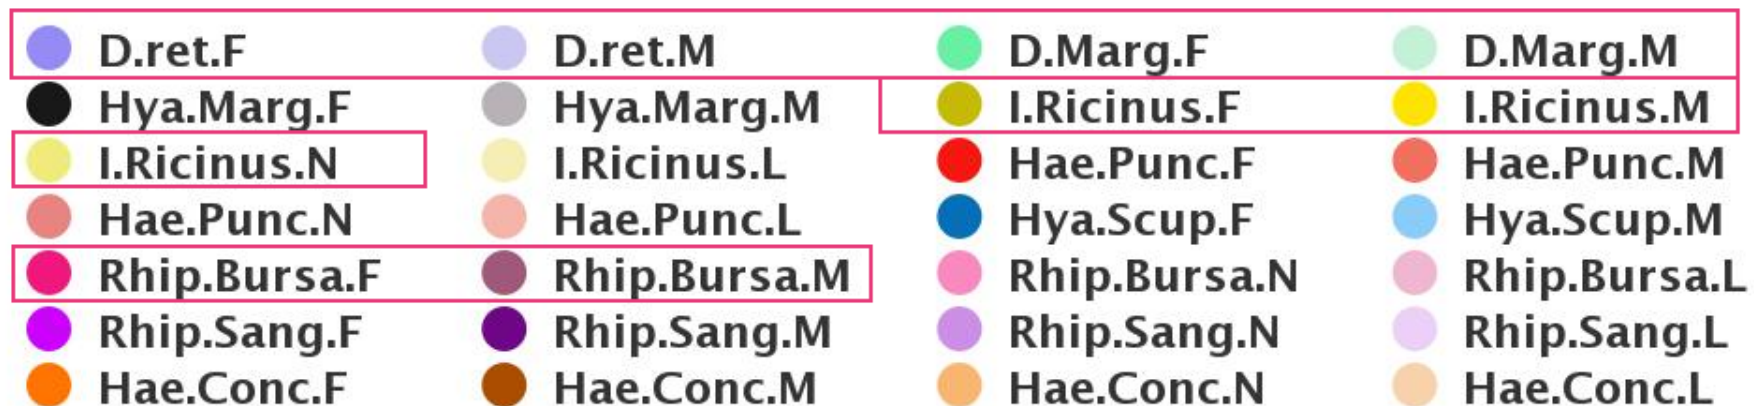 D.ret.F D.ret.M D.Marg.F D.Marg.M
Hya.Marg.F Hya.Marg.M I.Ricinus.F I.Ricinus.M
I.Ricinus.N I.Ricinus.L Hae.Punc.F Hae.Punc.M
Hae.Punc.N Hae.Punc.L Hya.Scup.F Hya.Scup.M
Rhip.Bursa.F Rhip.Bursa.M Rhip.Bursa.N Rhip.Bursa.L
Rhip.Sang.F Rhip.Sang.M Rhip.Sang.N Rhip.Sang.L
Hae.Conc.F Hae.Conc.M Hae.Conc.N Hae.Conc.L